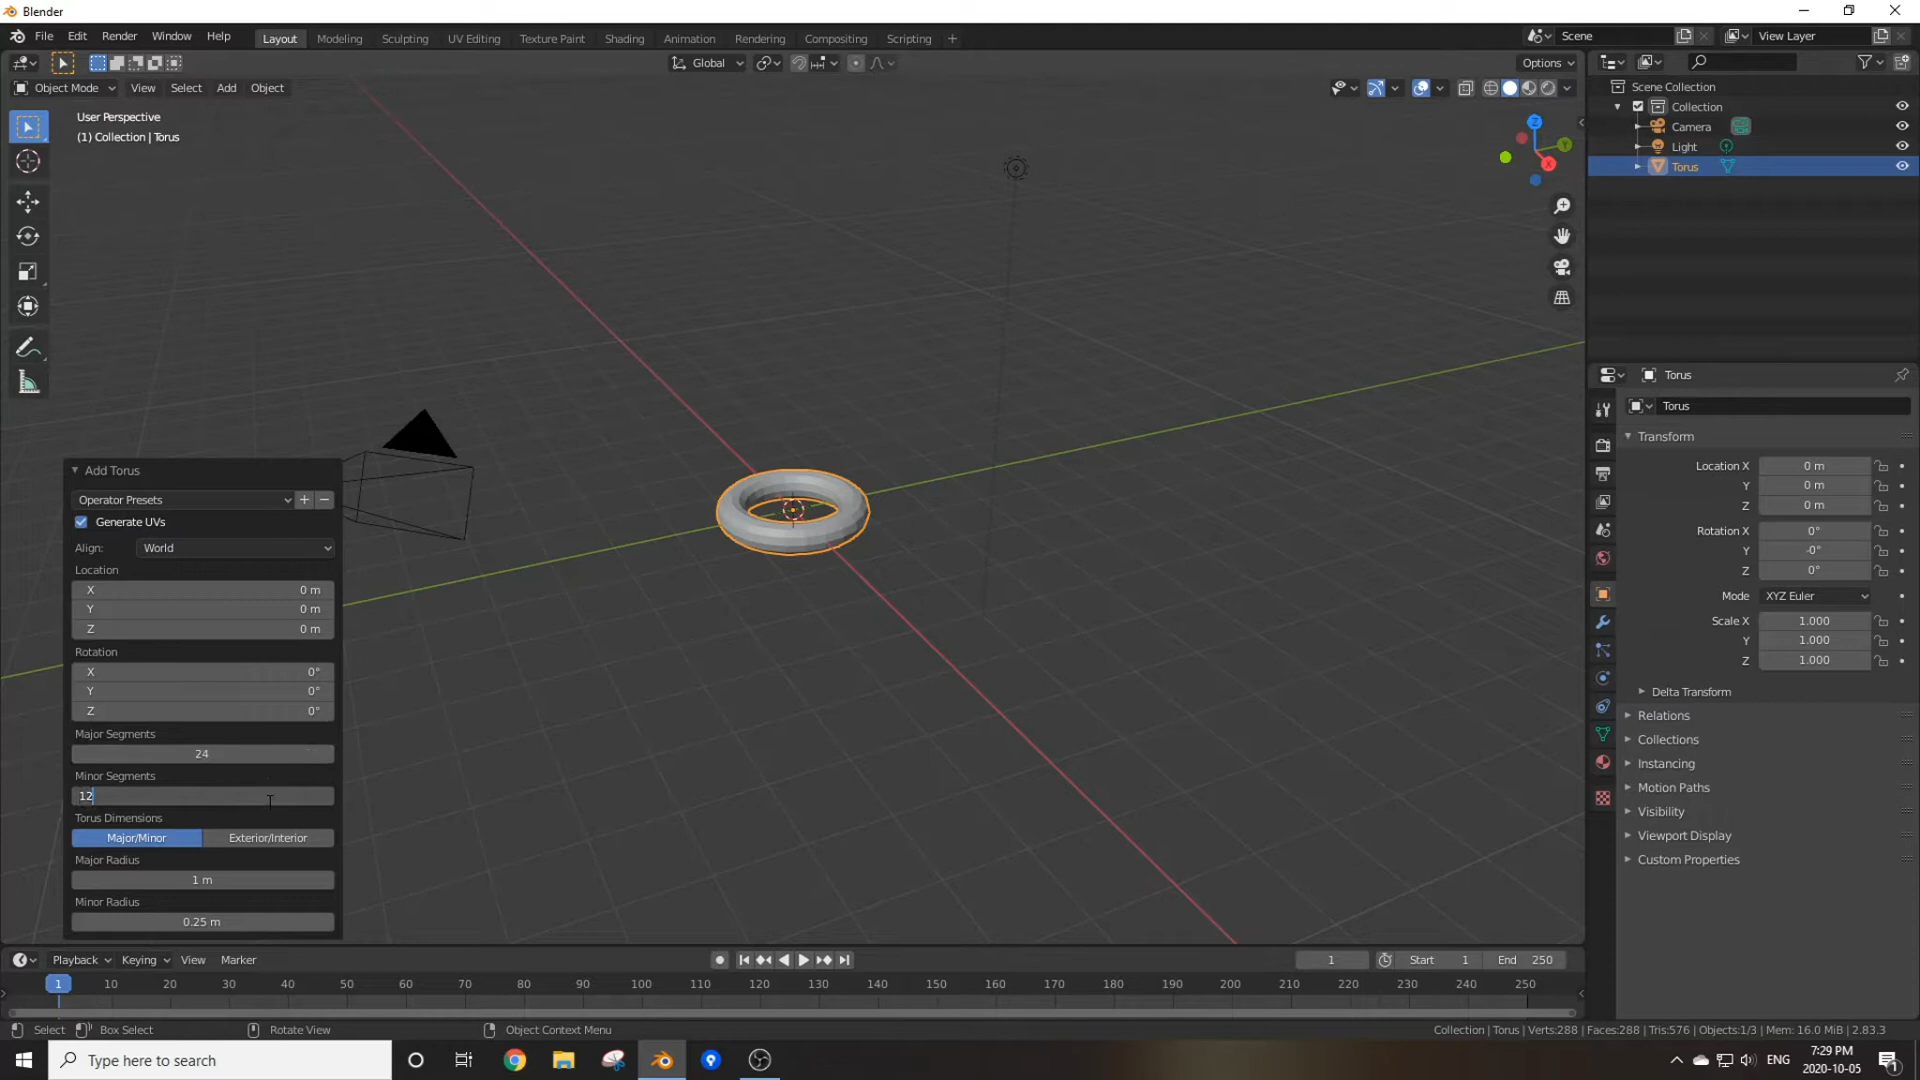 Blender
File Edit Render Window Help
Layout Modeling Sculpting UV Editing Texture Paint Shading Animation Rendering Compositing Scripting +
Scene
View Layer
Global
Options
Object Mode View Select Add Object
User Perspective
(1) Collection | Torus
Z
Y
X
Scene Collection
Collection
Camera
Light
Torus
Add Torus
Operator Presets
Generate UVs
Align: World
Location
X 0 m
Y 0 m
Z 0 m
Rotation
X 0°
Y 0°
Z 0°
Major Segments
24
Minor Segments
12
Torus Dimensions
Major/Minor Exterior/Interior
Major Radius
1 m
Minor Radius
0.25 m
Torus
Torus
Transform
Location X 0 m
Y 0 m
Z 0 m
Rotation X 0°
Y -0°
Z 0°
Mode XYZ Euler
Scale X 1.000
Y 1.000
Z 1.000
Delta Transform
Relations
Collections
Instancing
Motion Paths
Visibility
Viewport Display
Custom Properties
Playback Keying View Marker
1 Start 1 End 250
1 10 20 30 40 50 60 70 80 90 100 110 120 130 140 150 160 170 180 190 200 210 220 230 240 250
Select Box Select Rotate View Object Context Menu
Collection | Torus | Verts:288 | Faces:288 | Tris:576 | Objects:1/3 | Mem: 16.0 MiB | 2.83.3
Type here to search
ENG
7:29 PM
2020-10-05
1